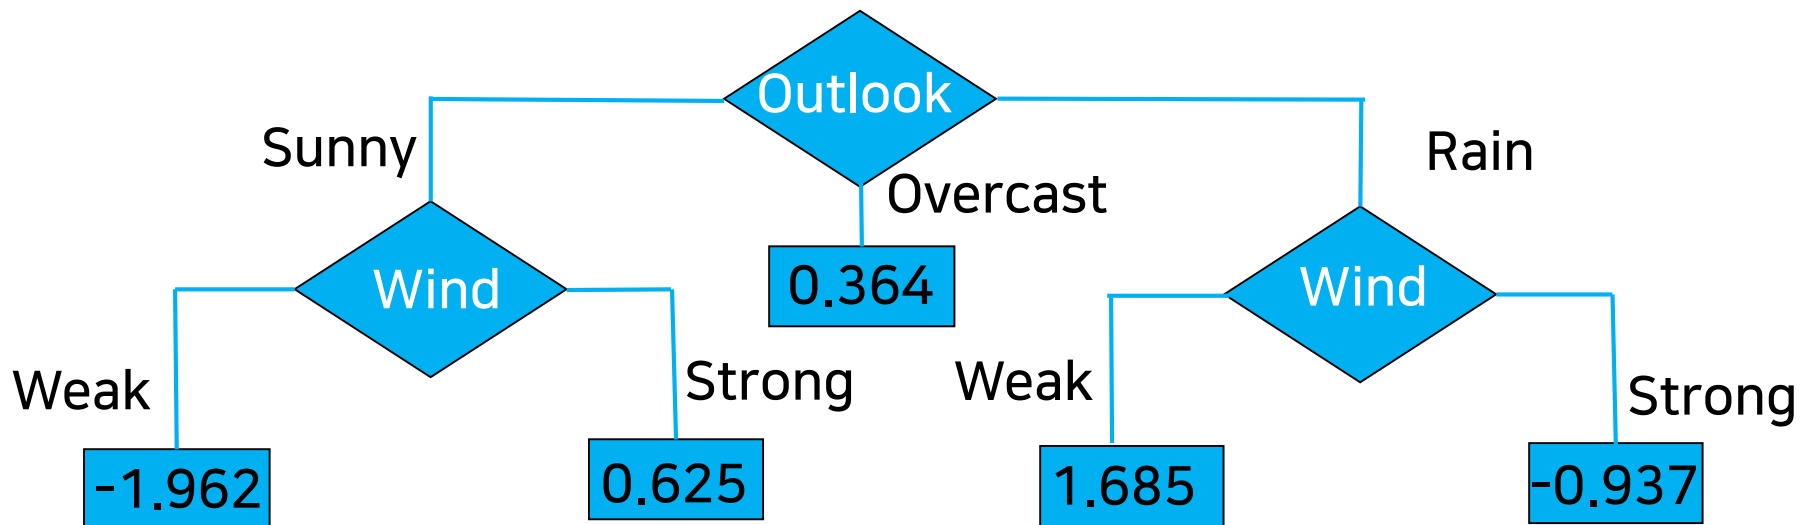 Outlook
Sunny
Rain
Overcast
Wind
0.364
Wind
Weak
Strong
Weak
Strong
-1.962
0.625
1.685
-0.937